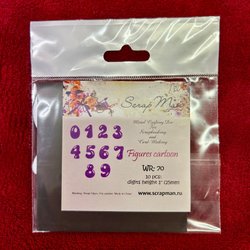 Scrap Man
Metal Cutting Die
for
Scrapbooking
and
Card Making
0 1 2 3
4 5 6 7
8 9
Figures cartoon
WR: 70
10 PCS:
digits height: 1" (25mm)
www.scrapman.ru